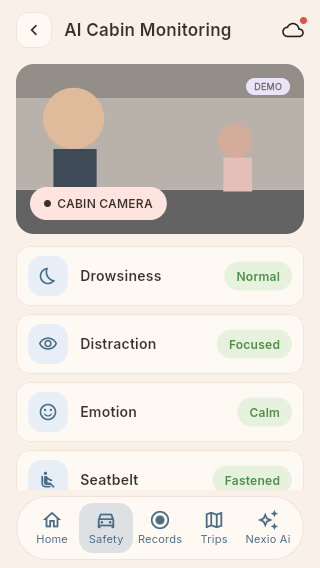 AI Cabin Monitoring
DEMO
CABIN CAMERA
Drowsiness
Normal
Distraction
Focused
Emotion
Calm
Seatbelt
Fastened
Home
Safety
Records
Trips
Nexio Ai